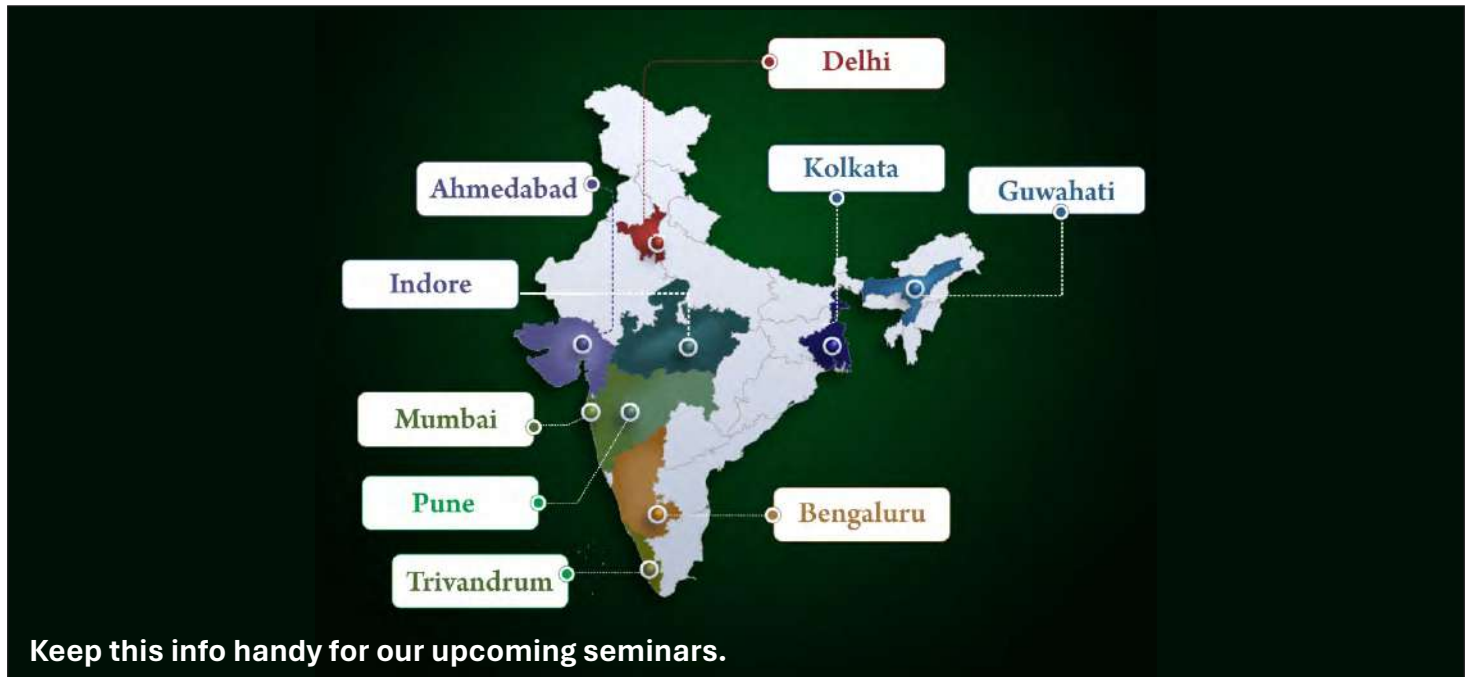 Delhi
Kolkata
Ahmedabad
Guwahati
Indore
Mumbai
Pune
Bengaluru
Trivandrum
Keep this info handy for our upcoming seminars.